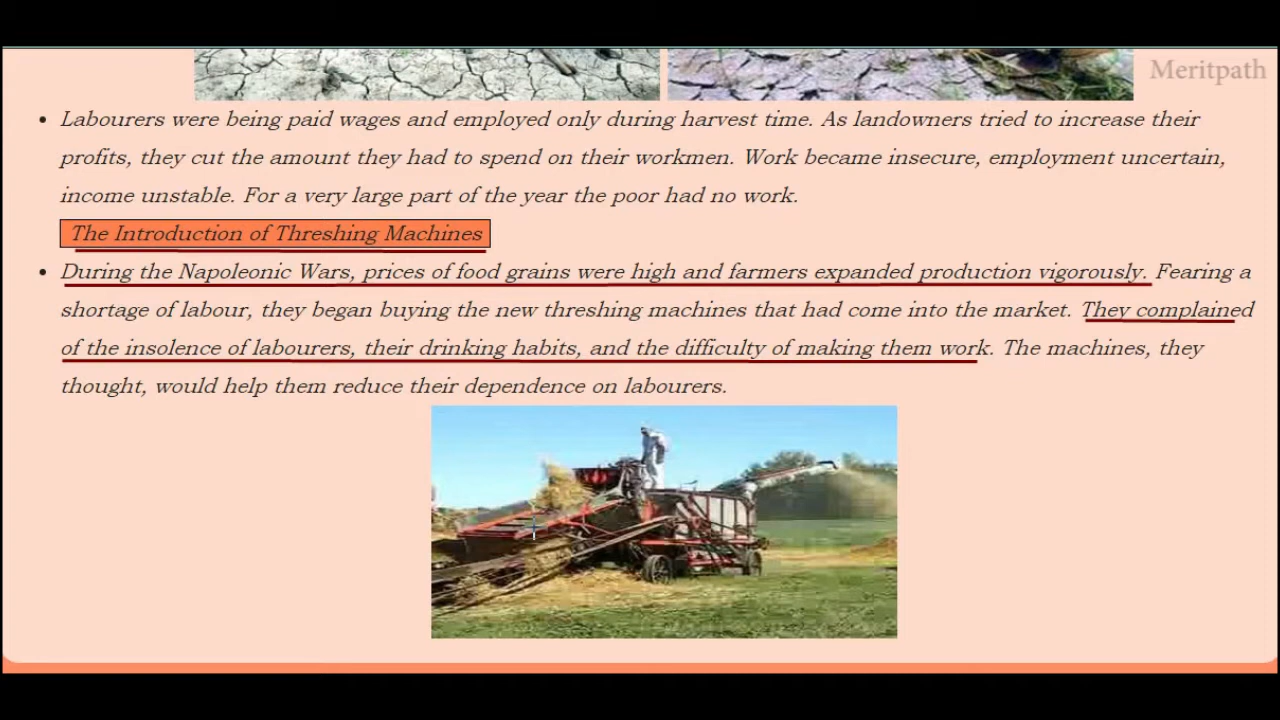 Meritpath
Labourers were being paid wages and employed only during harvest time. As landowners tried to increase their
profits, they cut the amount they had to spend on their workmen. Work became insecure, employment uncertain,
income unstable. For a very large part of the year the poor had no work.
The Introduction of Threshing Machines
During the Napoleonic Wars, prices of food grains were high and farmers expanded production vigorously. Fearing a
shortage of labour, they began buying the new threshing machines that had come into the market. They complained
of the insolence of labourers, their drinking habits, and the difficulty of making them work. The machines, they
thought, would help them reduce their dependence on labourers.